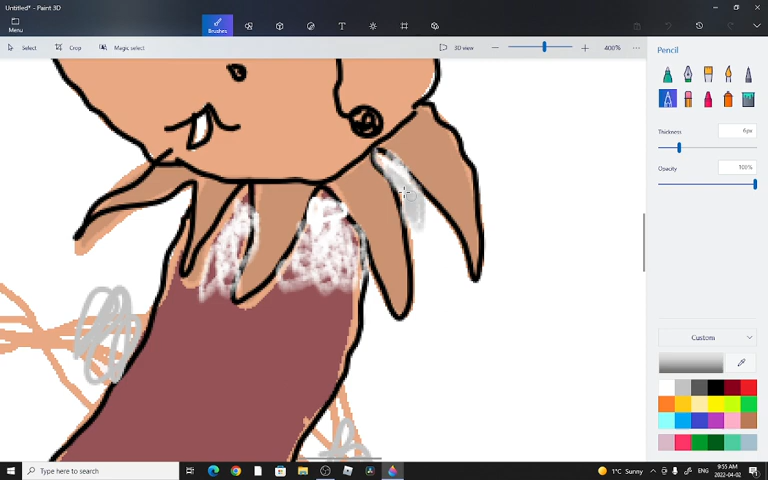 Untitled* - Paint 3D
Menu
Brushes
Select
Crop
Magic select
3D view
400%
Pencil
Thickness
6px
Opacity
100%
Custom
Type here to search
1°C Sunny
ENG
9:55 AM
2022-04-02